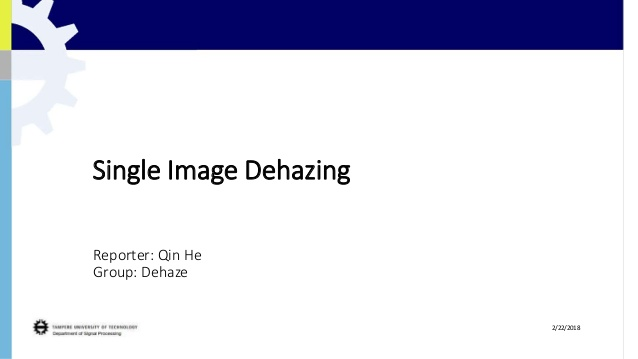 Single Image Dehazing
Reporter: Qin He
Group: Dehaze
TAMPERE UNIVERSITY OF TECHNOLOGY
Department of Signal Processing
2/22/2018